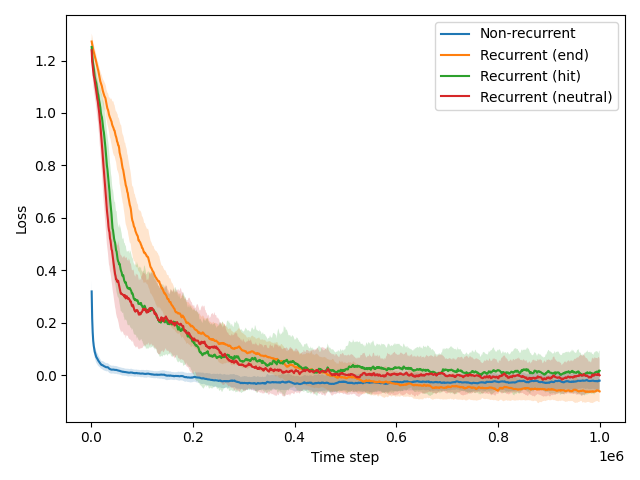 Non-recurrent
Recurrent (end)
Recurrent (hit)
Recurrent (neutral)
Loss
1.2
1.0
0.8
0.6
0.4
0.2
0.0
0.0 0.2 0.4 0.6 0.8 1.0
1e6
Time step